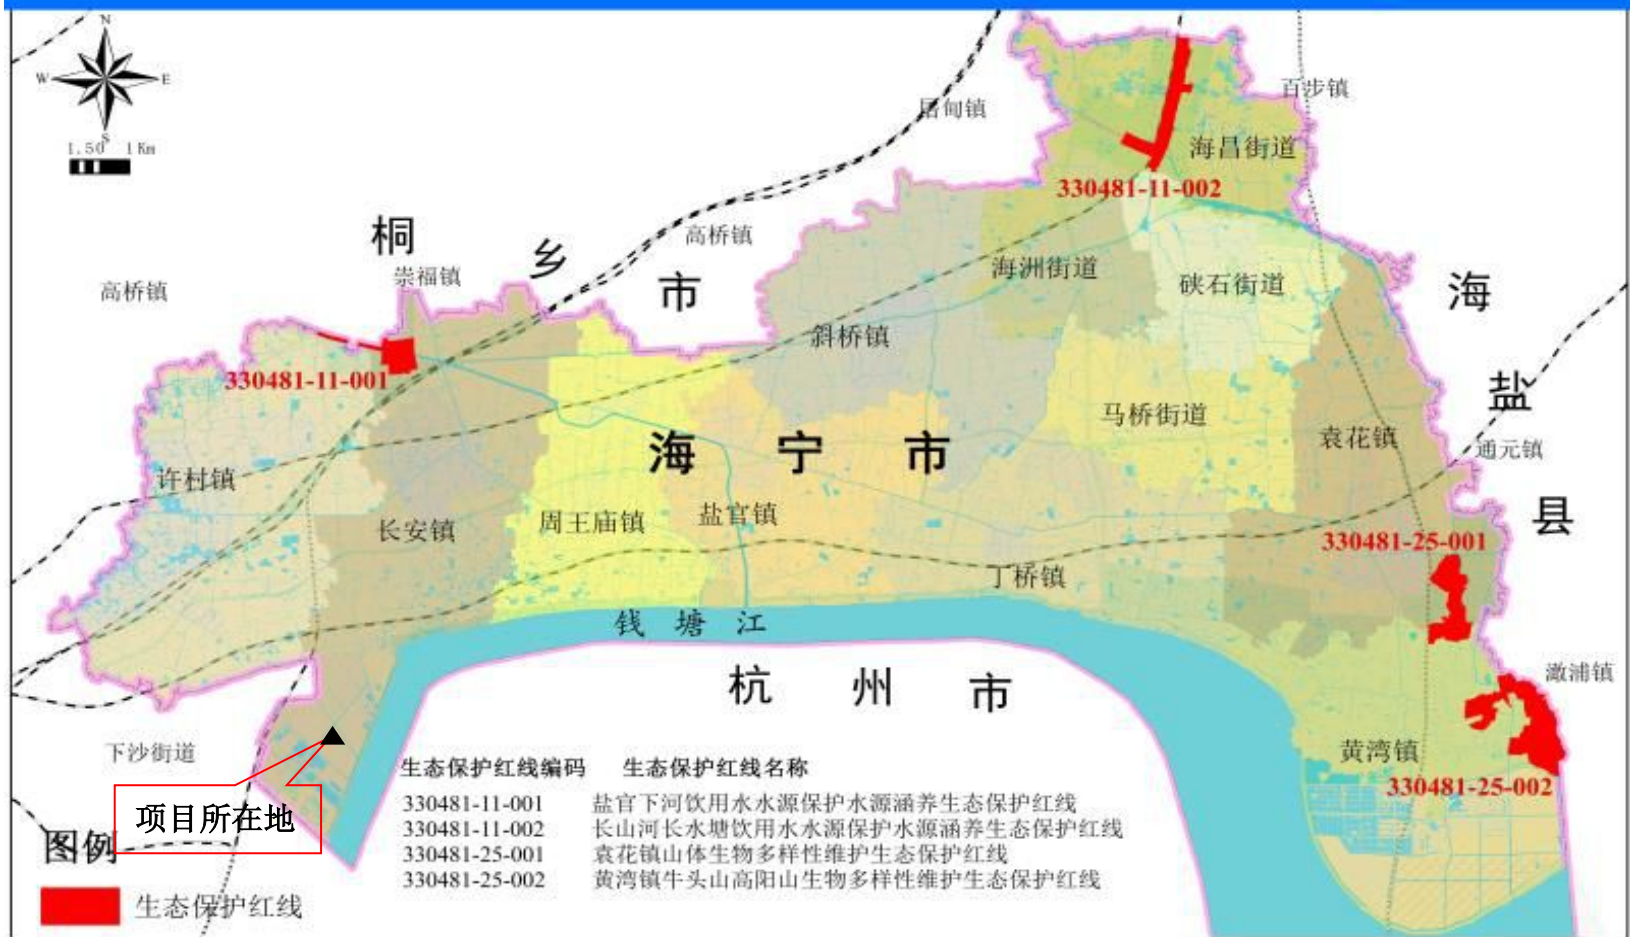 N
W
E
S
1.50 1Km
百步镇
屠甸镇
海昌街道
330481-11-002
桐
乡
市
高桥镇
崇福镇
高桥镇
海洲街道
硖石街道
海
斜桥镇
330481-11-001
盐
马桥街道
袁花镇
海宁市
通元镇
许村镇
长安镇
周王庙镇
盐官镇
县
330481-25-001
丁桥镇
钱塘江
杭州市
澉浦镇
下沙街道
黄湾镇
330481-25-002
项目所在地
生态保护红线编码 生态保护红线名称
330481-11-001 盐官下河饮用水水源保护水源涵养生态保护红线
330481-11-002 长山河长水塘饮用水水源保护水源涵养生态保护红线
330481-25-001 袁花镇山体生物多样性维护生态保护红线
330481-25-002 黄湾镇牛头山高阳山生物多样性维护生态保护红线
图例
生态保护红线